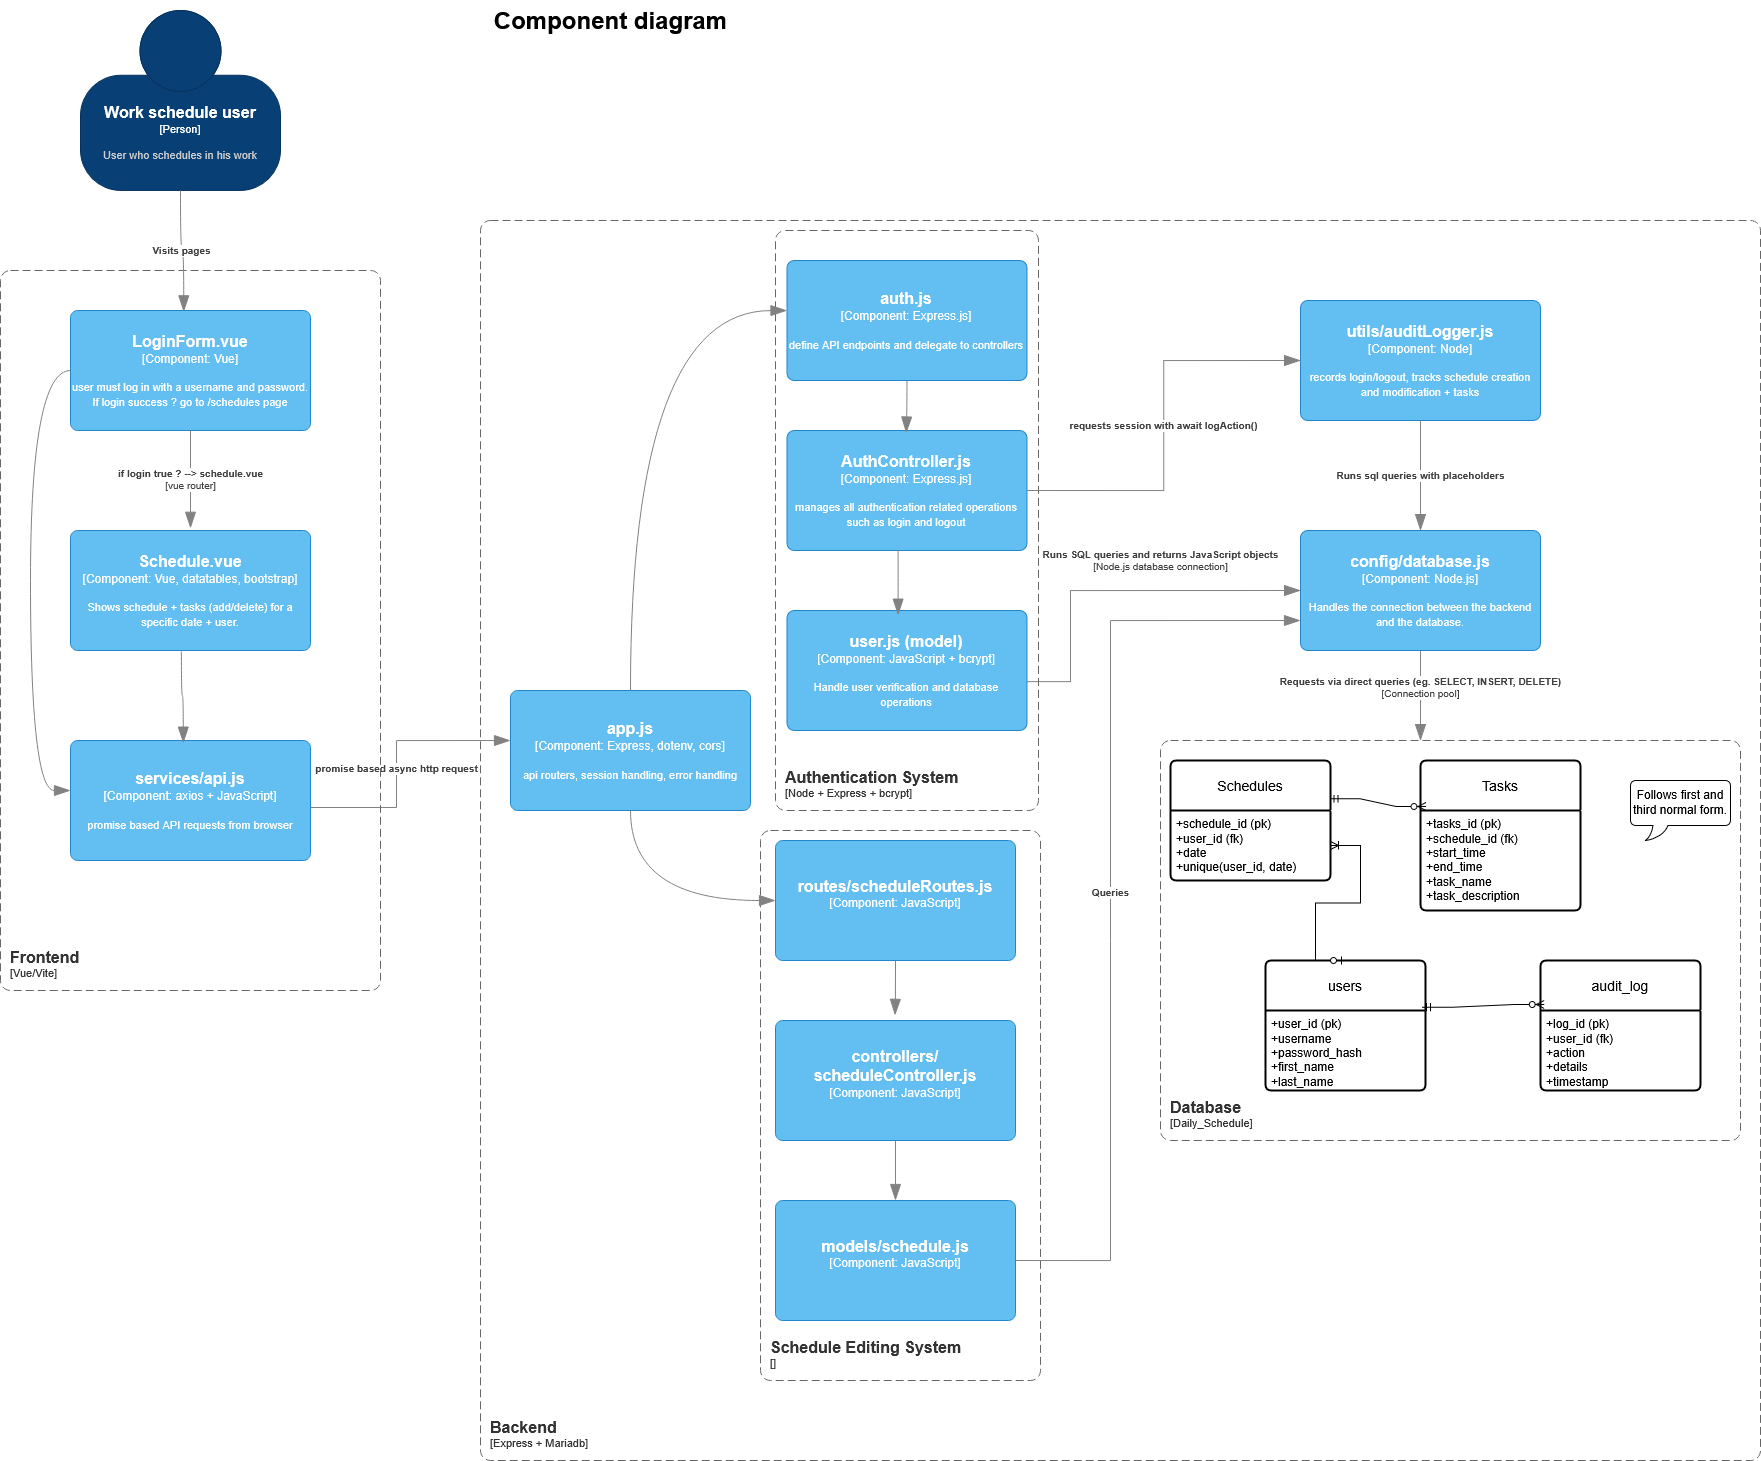 Component diagram
Work schedule user
[Person]
User who schedules in his work
Visits pages
LoginForm.vue
[Component: Vue]
user must log in with a username and password.
If login success ? go to /schedules page
if login true ? --> schedule.vue
[vue router]
Schedule.vue
[Component: Vue, datatables, bootstrap]
Shows schedule + tasks (add/delete) for a
specific date + user.
services/api.js
[Component: axios + JavaScript]
promise based API requests from browser
Frontend
[Vue/Vite]
promise based async http request
app.js
[Component: Express, dotenv, cors]
api routers, session handling, error handling
auth.js
[Component: Express.js]
define API endpoints and delegate to controllers
AuthController.js
[Component: Express.js]
manages all authentication related operations
such as login and logout
user.js (model)
[Component: JavaScript + bcrypt]
Handle user verification and database
operations
Authentication System
[Node + Express + bcrypt]
routes/scheduleRoutes.js
[Component: JavaScript]
controllers/
scheduleController.js
[Component: JavaScript]
models/schedule.js
[Component: JavaScript]
Schedule Editing System
[]
requests session with await logAction()
Runs SQL queries and returns JavaScript objects
[Node.js database connection]
Queries
utils/auditLogger.js
[Component: Node]
records login/logout, tracks schedule creation
and modification + tasks
Runs sql queries with placeholders
config/database.js
[Component: Node.js]
Handles the connection between the backend
and the database.
Requests via direct queries (eg. SELECT, INSERT, DELETE)
[Connection pool]
Schedules
+schedule_id (pk)
+user_id (fk)
+date
+unique(user_id, date)
Tasks
+tasks_id (pk)
+schedule_id (fk)
+start_time
+end_time
+task_name
+task_description
Follows first and
third normal form.
users
+user_id (pk)
+username
+password_hash
+first_name
+last_name
audit_log
+log_id (pk)
+user_id (fk)
+action
+details
+timestamp
Database
[Daily_Schedule]
Backend
[Express + Mariadb]